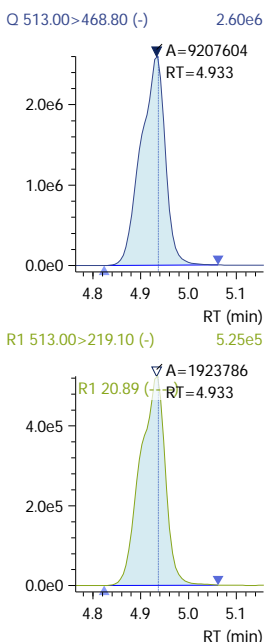 Q 513.00>468.80 (-) 2.60e6
A=9207604
RT=4.933
2.0e6
1.0e6
0.0e0
4.8 4.9 5.0 5.1
RT (min)
R1 513.00>219.10 (-) 5.25e5
A=1923786
R1 20.89 (----)
RT=4.933
4.0e5
2.0e5
0.0e0
4.8 4.9 5.0 5.1
RT (min)